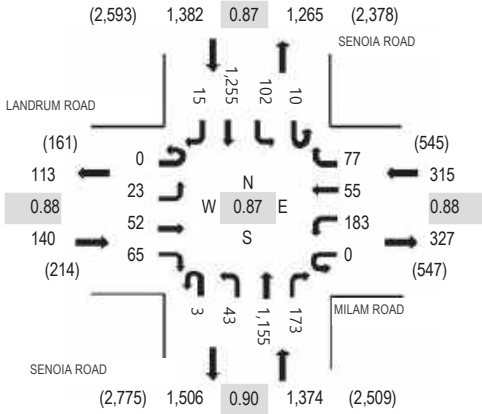 (2,593) 1,382 0.87 1,265 (2,378)
SENOIA ROAD
15 1,255 102 10
LANDRUM ROAD
(161) (545)
0 77
113 315
23 N 55
0.88 W 0.87 E 0.88
52 S 183
140 327
65 0
(214) (547)
3 43 1,155 173
MILAM ROAD
SENOIA ROAD
(2,775) 1,506 0.90 1,374 (2,509)